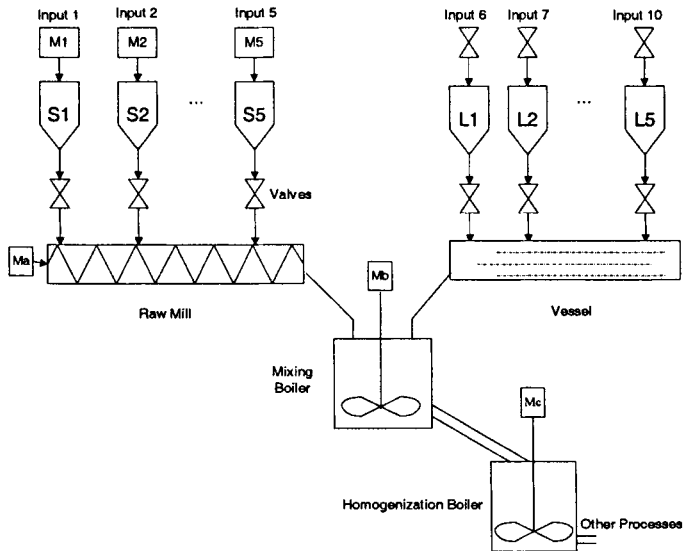 Input 1
Input 2
Input 5
Input 6
Input 7
Input 10
M1
M2
M5
S1
S2
...
S5
L1
L2
...
L5
Valves
Ma
Raw Mill
Mb
Vessel
Mixing
Boiler
Mc
Homogenization Boiler
Other Processes